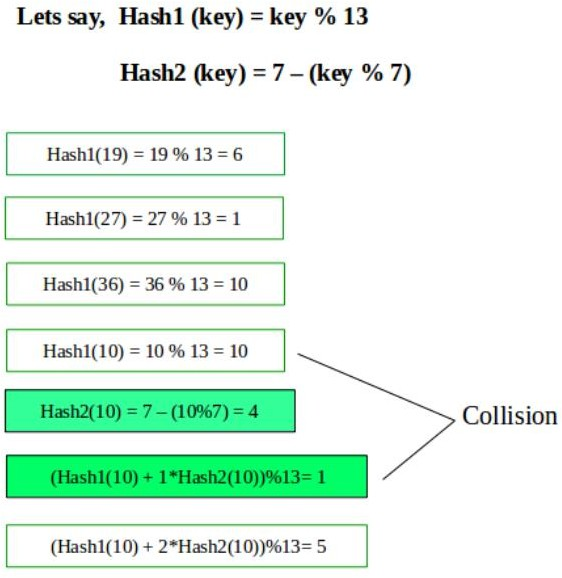 Lets say, Hash1 (key) = key % 13
Hash2 (key) = 7 – (key % 7)
Hash1(19) = 19 % 13 = 6
Hash1(27) = 27 % 13 = 1
Hash1(36) = 36 % 13 = 10
Hash1(10) = 10 % 13 = 10
Hash2(10) = 7 – (10%7) = 4
Collision
(Hash1(10) + 1*Hash2(10))%13= 1
(Hash1(10) + 2*Hash2(10))%13= 5